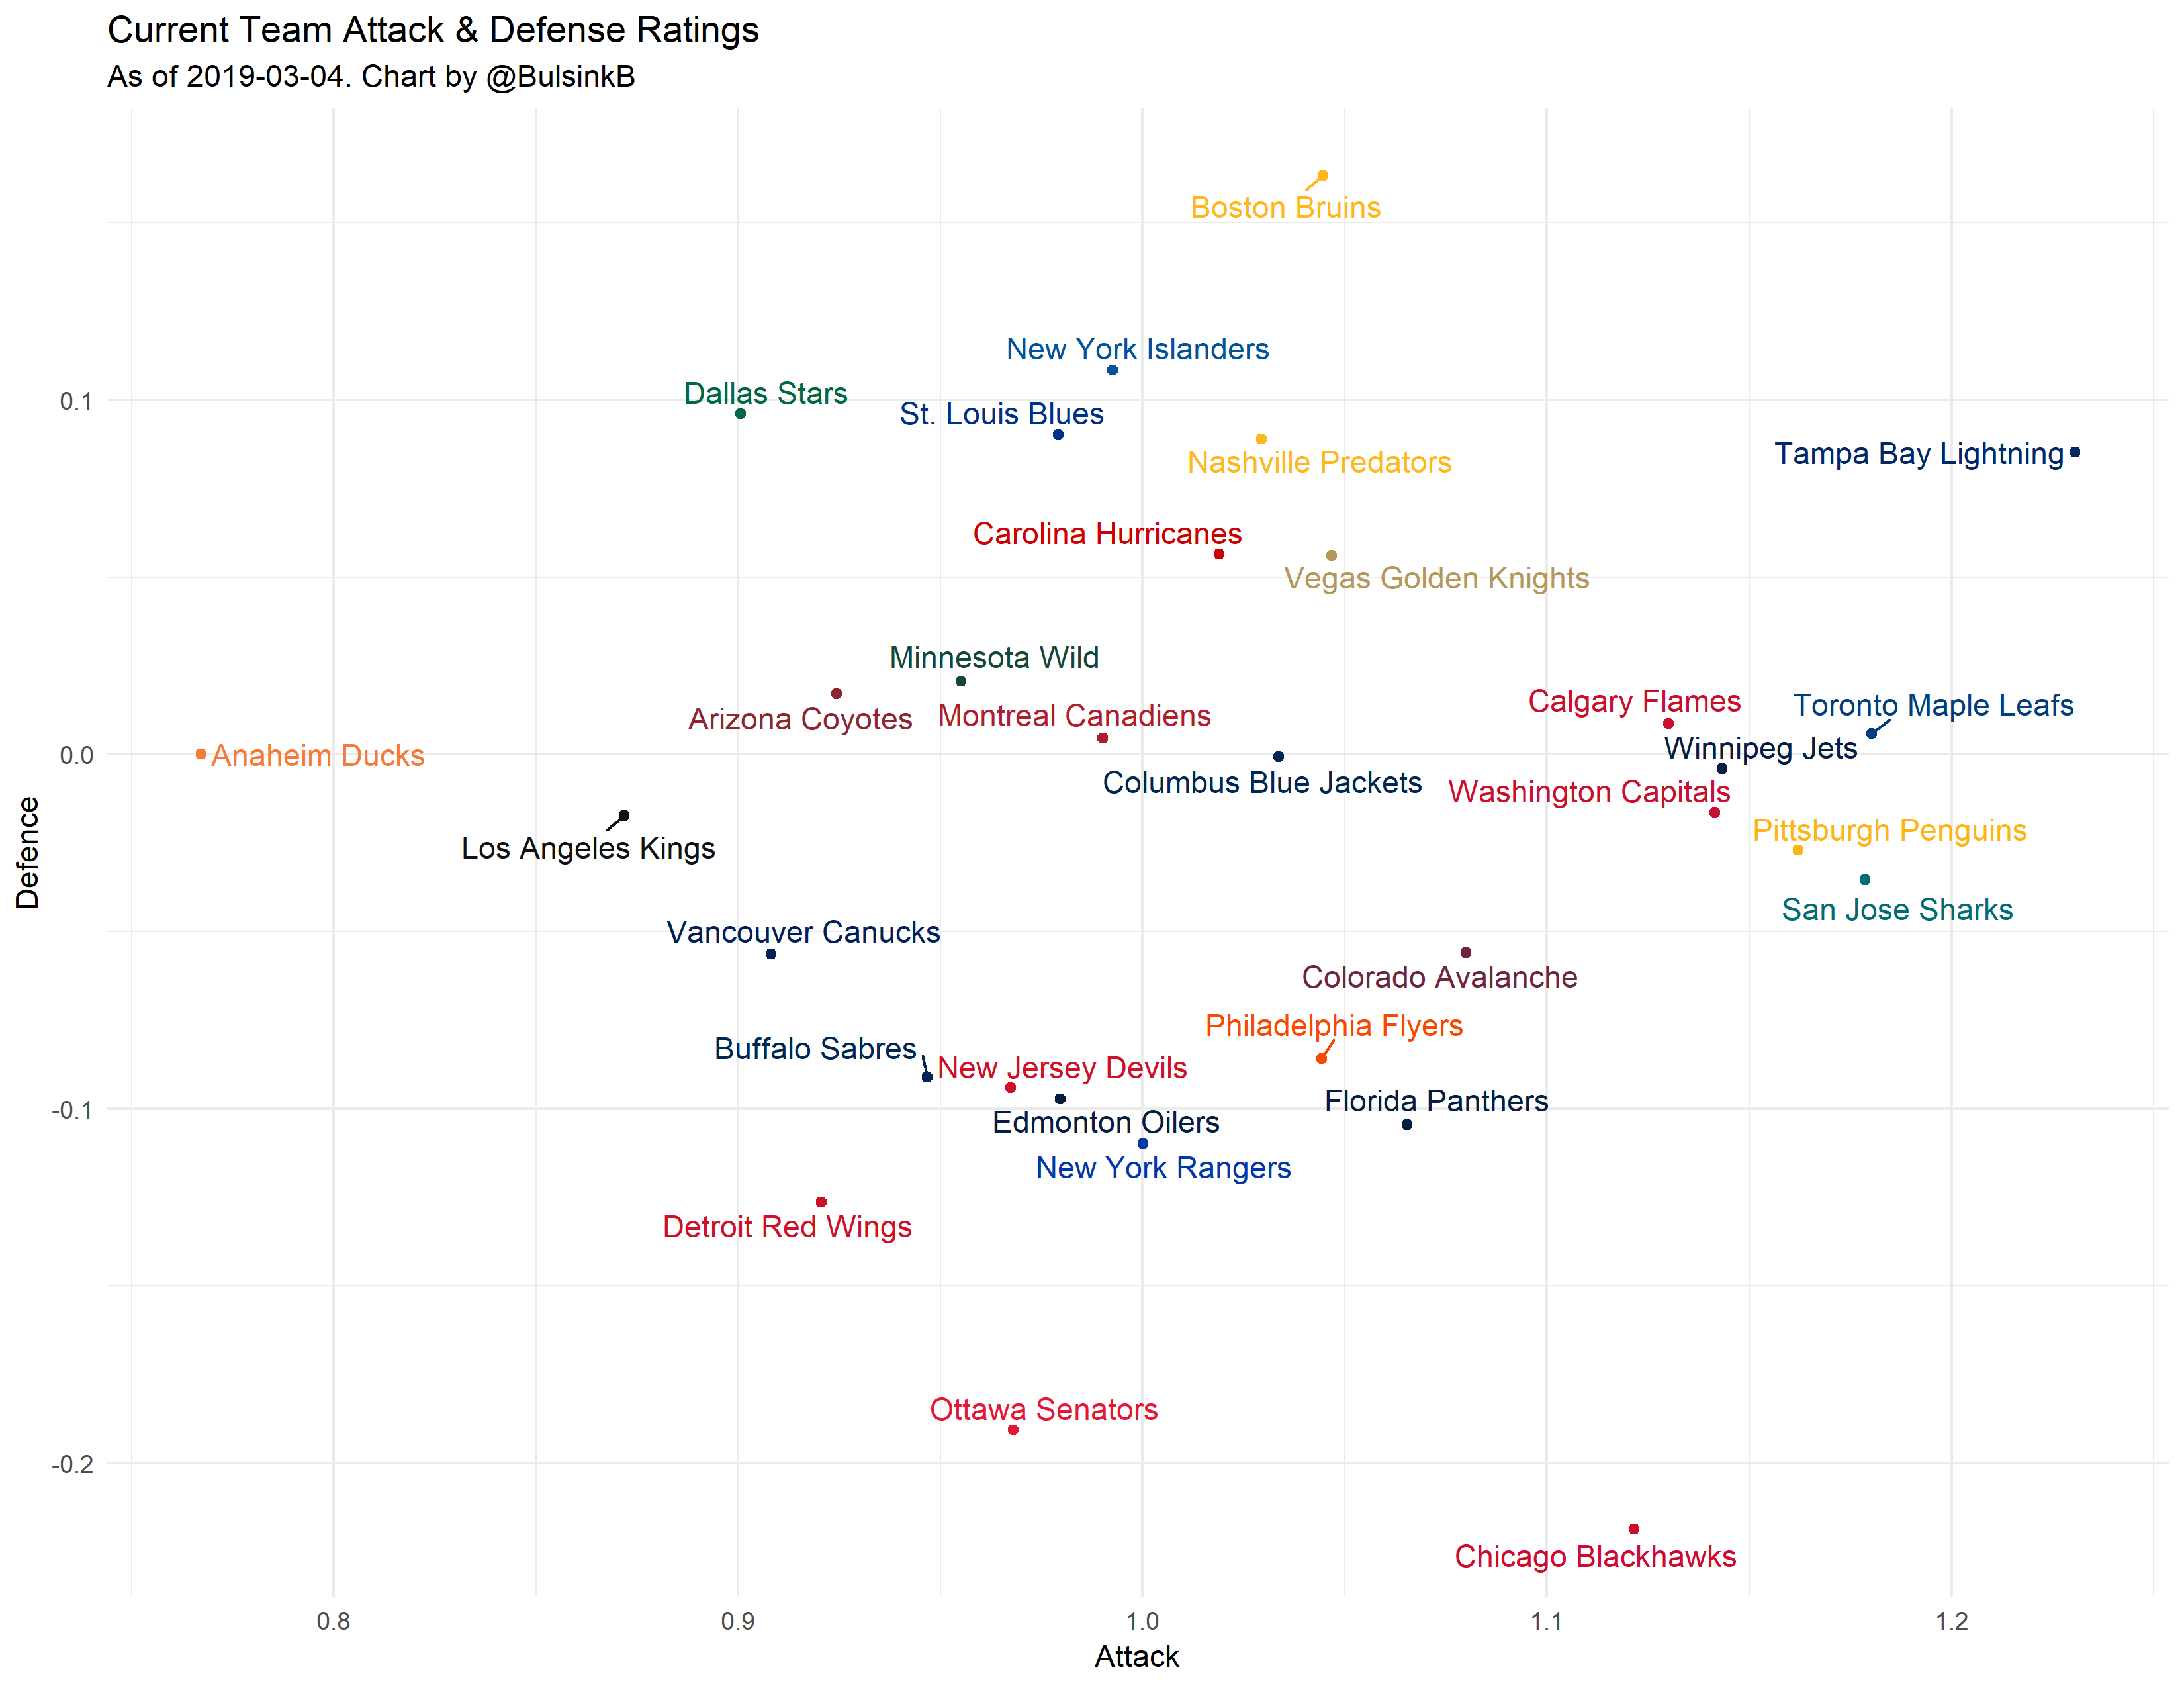 Current Team Attack & Defense Ratings
As of 2019-03-04. Chart by @BulsinkB
Boston Bruins
New York Islanders
Dallas Stars
0.1
St. Louis Blues
Tampa Bay Lightning
Nashville Predators
Carolina Hurricanes
Vegas Golden Knights
Minnesota Wild
Calgary Flames
Toronto Maple Leafs
Montreal Canadiens
Arizona Coyotes
Winnipeg Jets
0.0
Anaheim Ducks
Columbus Blue Jackets
Washington Capitals
Pittsburgh Penguins
Los Angeles Kings
Defence
San Jose Sharks
Vancouver Canucks
Colorado Avalanche
Philadelphia Flyers
Buffalo Sabres
New Jersey Devils
Florida Panthers
-0.1
Edmonton Oilers
New York Rangers
Detroit Red Wings
Ottawa Senators
-0.2
Chicago Blackhawks
0.8
0.9
1.0
1.1
1.2
Attack